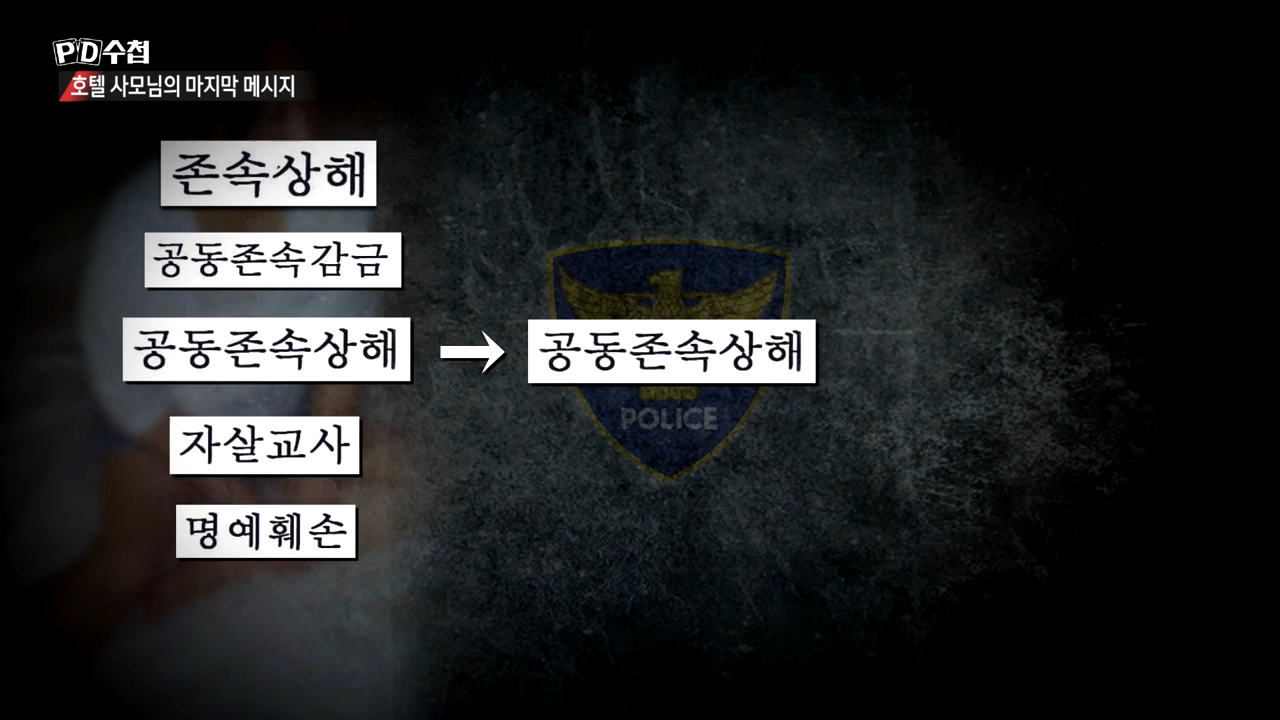 PD수첩
호텔 사모님의 마지막 메시지
존속상해
공동존속감금
공동존속상해 → 공동존속상해
자살교사
명예훼손
POLICE